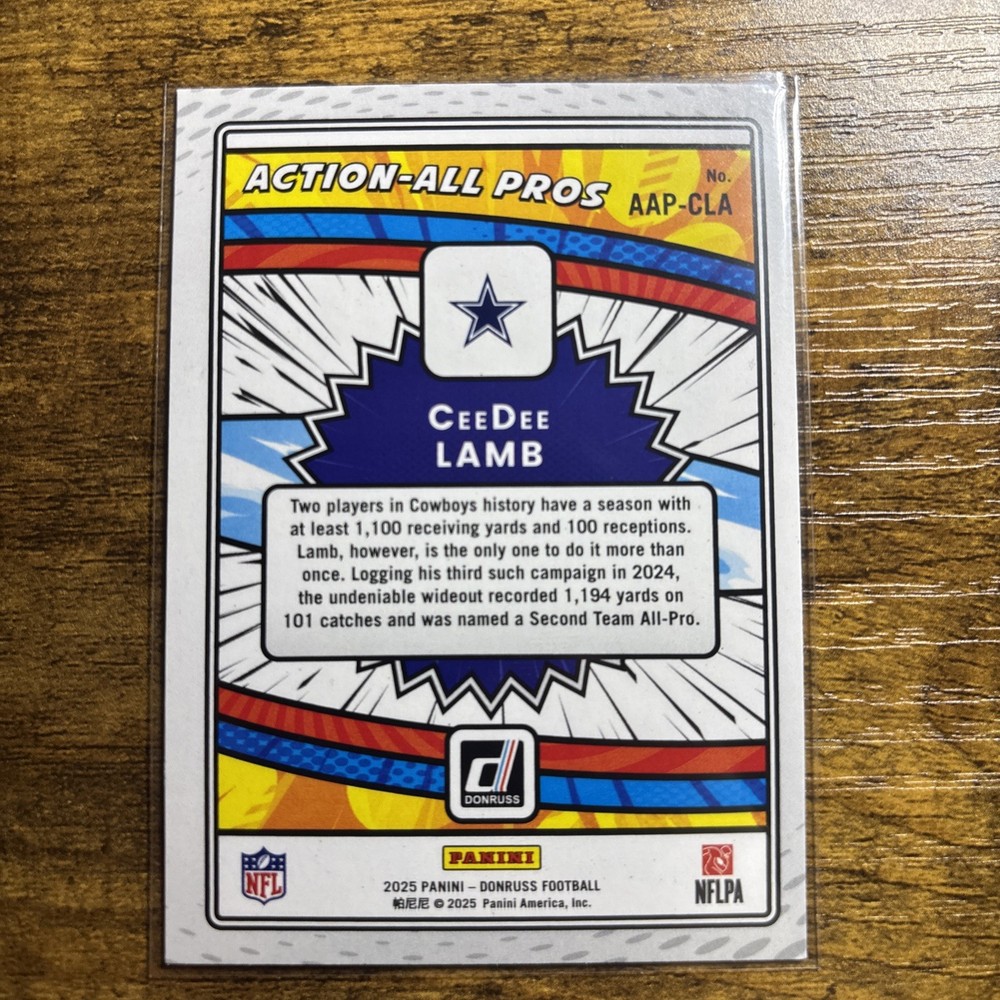 ACTION-ALL PROS
No.
AAP-CLA
CEEDEE
LAMB
Two players in Cowboys history have a season with
at least 1,100 receiving yards and 100 receptions.
Lamb, however, is the only one to do it more than
once. Logging his third such campaign in 2024,
the undeniable wideout recorded 1,194 yards on
101 catches and was named a Second Team All-Pro.
d
DONRUSS
NFL
PANINI
NFLPA
2025 PANINI – DONRUSS FOOTBALL
帕尼尼 © 2025 Panini America, Inc.